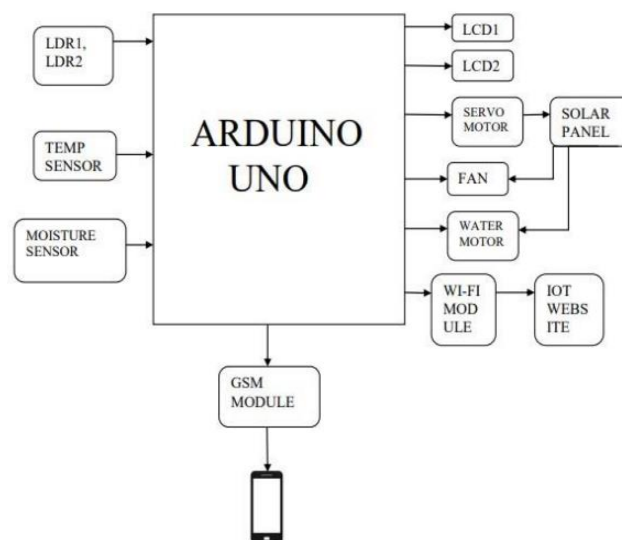 LDR1,
LDR2
TEMP
SENSOR
MOISTURE
SENSOR
ARDUINO
UNO
LCD1
LCD2
SERVO
MOTOR
SOLAR
PANEL
FAN
WATER
MOTOR
WI-FI
MOD
ULE
IOT
WEBS
ITE
GSM
MODULE